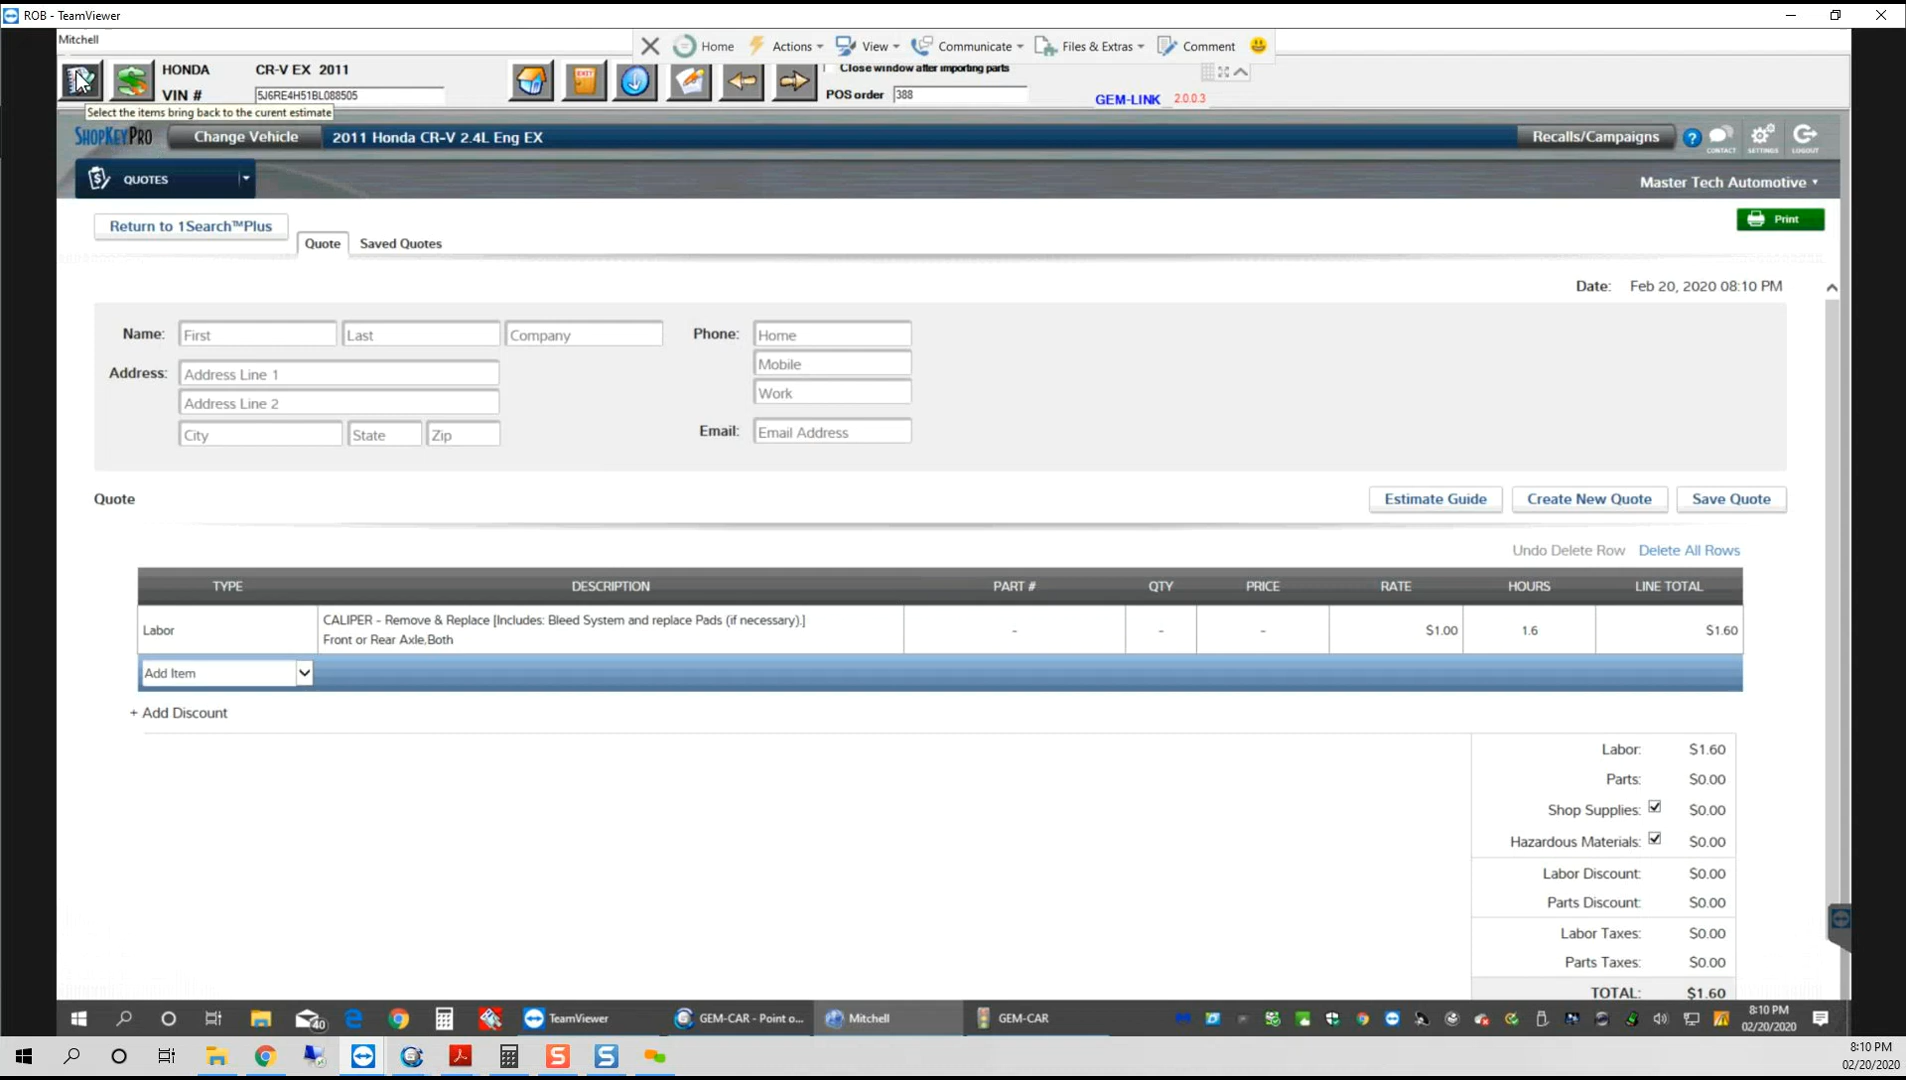 ROB - TeamViewer
Mitchell
Home
Actions
View
Communicate
Files & Extras
Comment
HONDA CR-V EX 2011
VIN # 5J6RE4H51BL088505
EXIT
Close window after importing parts
POS order 388
GEM-LINK 2.0.0.3
Select the items bring back to the curent estimate
SHOPKEYPRO
Change Vehicle
2011 Honda CR-V 2.4L Eng EX
Recalls/Campaigns
?
CONTACT
SETTINGS
LOGOUT
QUOTES
Master Tech Automotive
Return to 1Search™Plus
Quote
Saved Quotes
Print
Date: Feb 20, 2020 08:10 PM
Name: First Last Company
Phone: Home
Mobile
Work
Address: Address Line 1
Address Line 2
City State Zip
Email: Email Address
Quote
Estimate Guide
Create New Quote
Save Quote
Undo Delete Row Delete All Rows
TYPE DESCRIPTION PART # QTY PRICE RATE HOURS LINE TOTAL
Labor CALIPER - Remove & Replace [Includes: Bleed System and replace Pads (if necessary).] - - - $1.00 1.6 $1.60
Front or Rear Axle,Both
Add Item
+ Add Discount
Labor: $1.60
Parts: $0.00
Shop Supplies: $0.00
Hazardous Materials: $0.00
Labor Discount: $0.00
Parts Discount: $0.00
Labor Taxes: $0.00
Parts Taxes: $0.00
TOTAL: $1.60
40
TeamViewer
GEM-CAR - Point o...
Mitchell
GEM-CAR
8:10 PM
02/20/2020
8:10 PM
02/20/2020